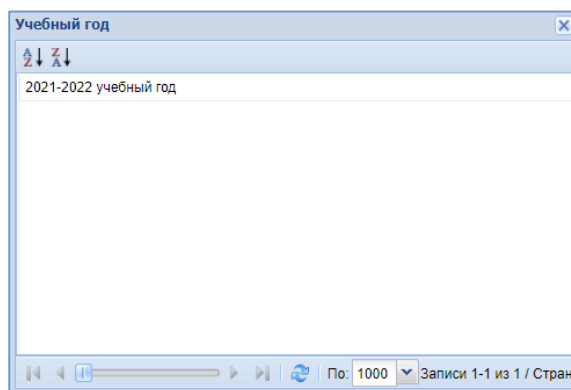 Учебный год
2021-2022 учебный год
По: 1000 Записи 1-1 из 1 / Стран